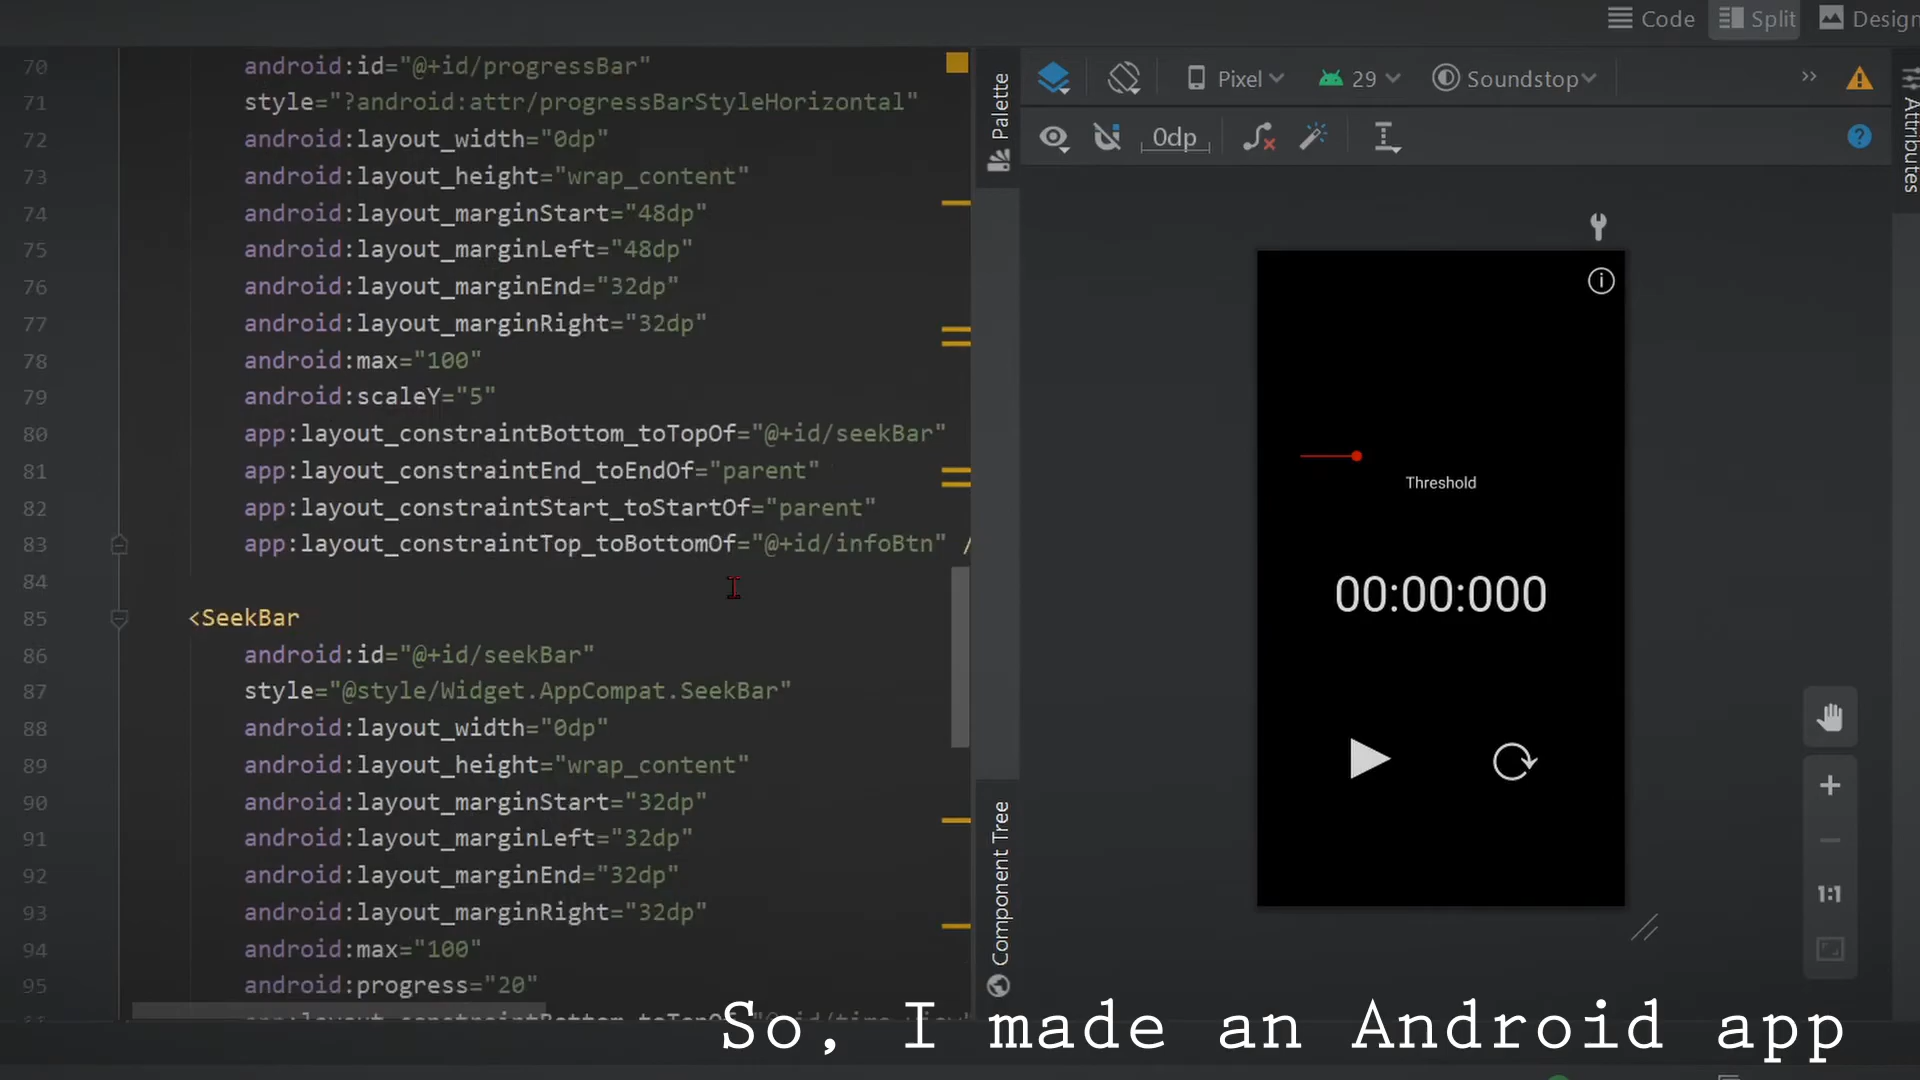 Code Split Design
70 android:id="@+id/progressBar"
71 style="?android:attr/progressBarStyleHorizontal"
72 android:layout_width="0dp"
73 android:layout_height="wrap_content"
74 android:layout_marginStart="48dp"
75 android:layout_marginLeft="48dp"
76 android:layout_marginEnd="32dp"
77 android:layout_marginRight="32dp"
78 android:max="100"
79 android:scaleY="5"
80 app:layout_constraintBottom_toTopOf="@+id/seekBar"
81 app:layout_constraintEnd_toEndOf="parent"
82 app:layout_constraintStart_toStartOf="parent"
83 app:layout_constraintTop_toBottomOf="@+id/infoBtn" /
84
85 <SeekBar
86 android:id="@+id/seekBar"
87 style="@style/Widget.AppCompat.SeekBar"
88 android:layout_width="0dp"
89 android:layout_height="wrap_content"
90 android:layout_marginStart="32dp"
91 android:layout_marginLeft="32dp"
92 android:layout_marginEnd="32dp"
93 android:layout_marginRight="32dp"
94 android:max="100"
95 android:progress="20"
Palette
Component Tree
Pixel 29 Soundstop
0dp
Attributes
Threshold
00:00:000
1:1
So, I made an Android app